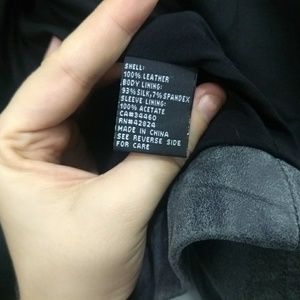 SHELL:
100% LEATHER
BODY LINING:
93% SILK,7% SPANDEX
SLEEVE LINING:
100% ACETATE
CA#34460
RN#42824
MADE IN CHINA
SEE REVERSE SIDE
FOR CARE